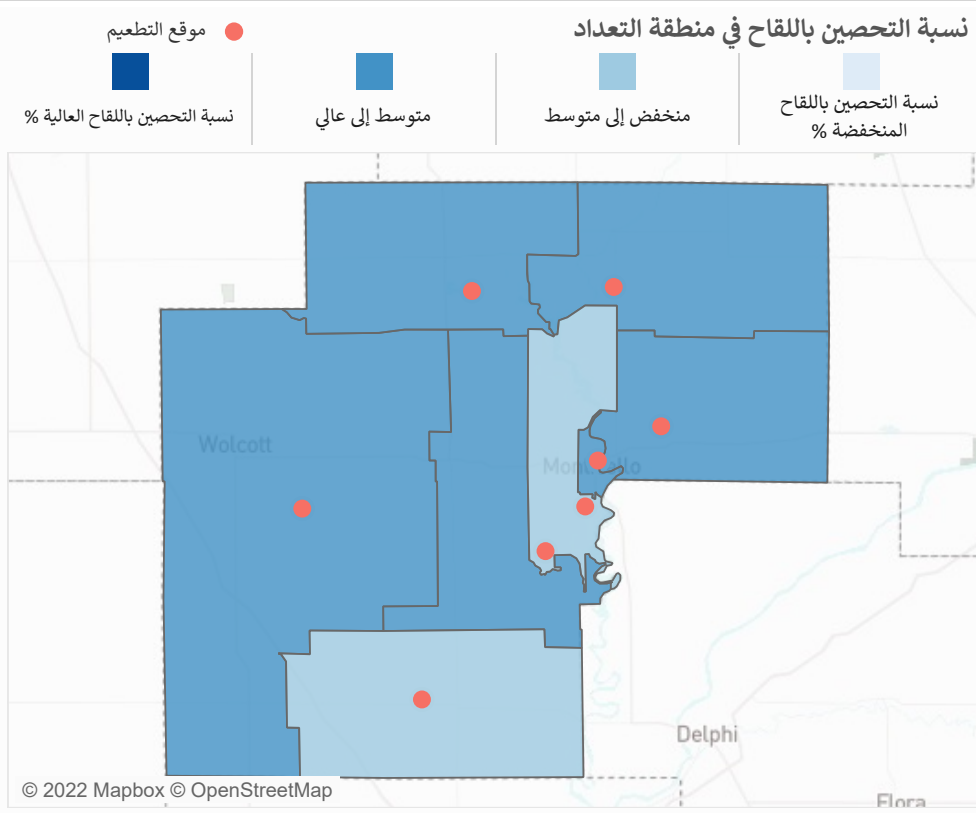 نسبة التحصين باللقاح في منطقة التعداد
موقع التطعيم
نسبة التحصين باللقاح
المنخفضة %
منخفض إلى متوسط
متوسط إلى عالي
نسبة التحصين باللقاح العالية %
Wolcott
Delphi
Flora
© 2022 Mapbox © OpenStreetMap